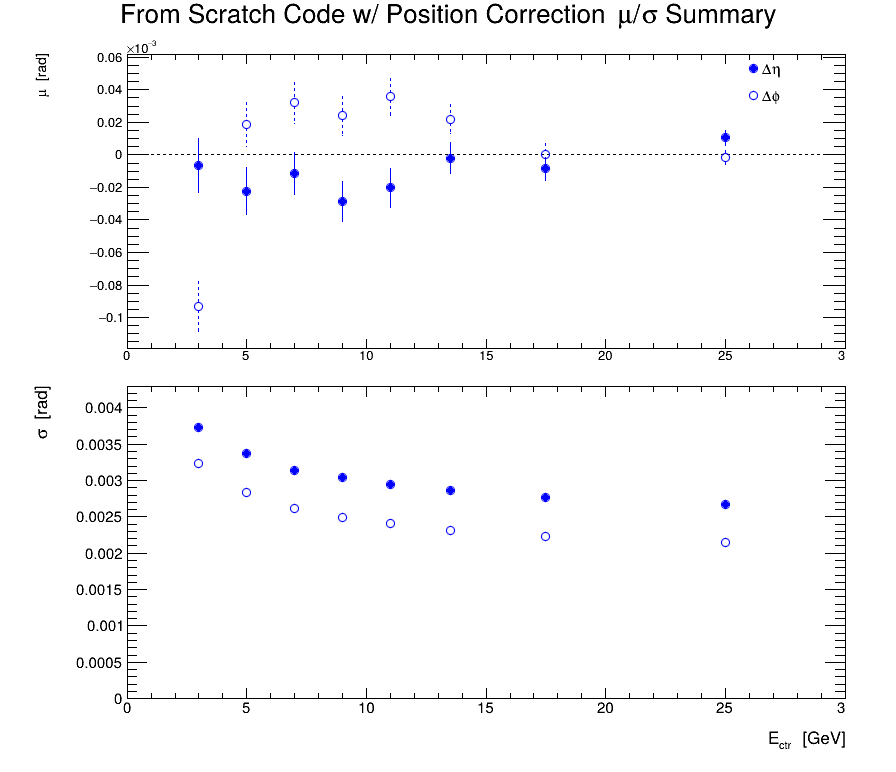 From Scratch Code w/ Position Correction μ/σ Summary
×10⁻³
μ [rad]
0.06
0.04
0.02
0
−0.02
−0.04
−0.06
−0.08
−0.1
Δη
Δϕ
0 5 10 15 20 25 3
σ [rad]
0.004
0.0035
0.003
0.0025
0.002
0.0015
0.001
0.0005
0
0 5 10 15 20 25 3
E_ctr [GeV]